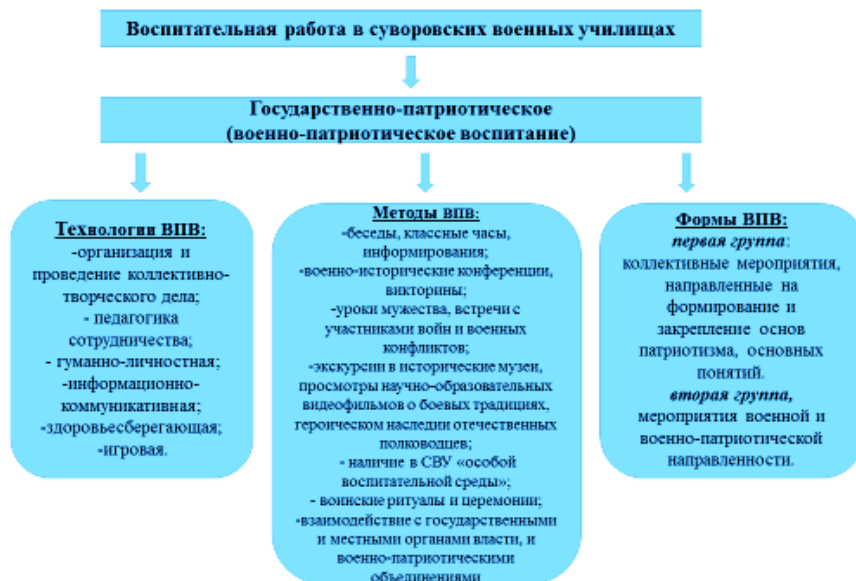 Воспитательная работа в суворовских военных училищах
Государственно-патриотическое
(военно-патриотическое воспитание)
Технологии ВПВ:
-организация и
проведение коллективно-
творческого дела;
- педагогика
сотрудничества;
- гуманно-личностная;
-информационно-
коммуникативная;
-здоровьесберегающая;
-игровая.
Методы ВПВ:
-беседы, классные часы,
информирования;
-военно-исторические конференции,
викторины;
-уроки мужества, встречи с
участниками войн и военных
конфликтов;
-экскурсии в исторические музеи,
просмотры научно-образовательных
видеофильмов о боевых традициях,
героическом наследии отечественных
полководцев;
- наличие в СВУ «особой
воспитательной среды»;
- воинские ритуалы и церемонии;
-взаимодействие с государственными
и местными органами власти, и
военно-патриотическими
объединениями
Формы ВПВ:
первая группа:
коллективные мероприятия,
направленные на
формирование и
закрепление основ
патриотизма, основных
понятий.
вторая группа,
мероприятия военной и
военно-патриотической
направленности.